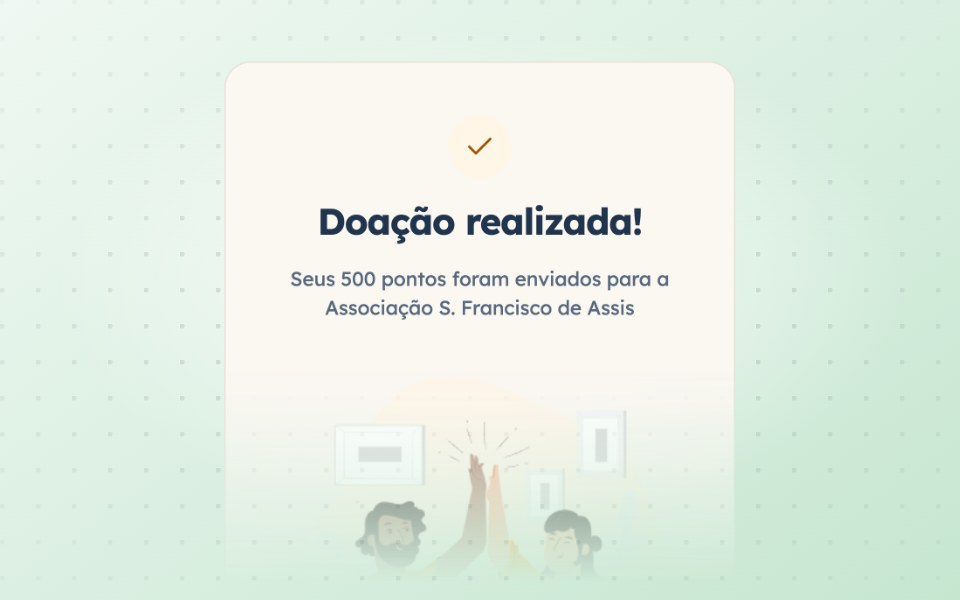 Doação realizada!
Seus 500 pontos foram enviados para a
Associação S. Francisco de Assis